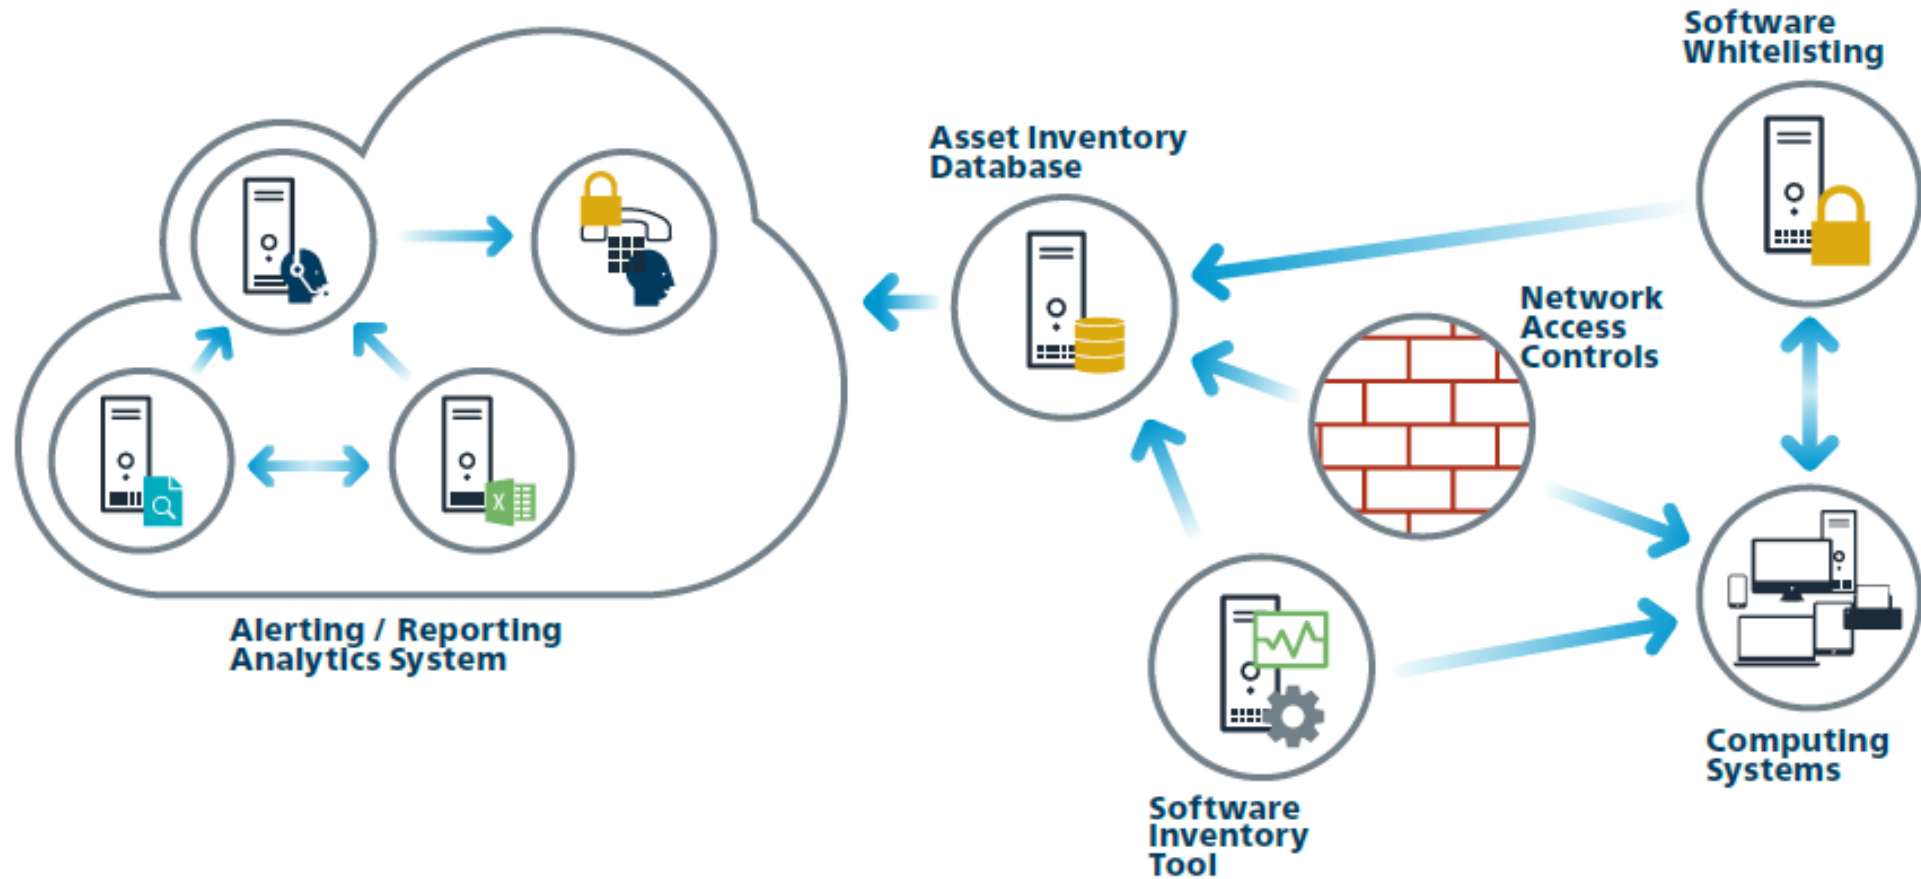 Software
Whitelisting
Asset Inventory
Database
Network
Access
Controls
X
Alerting / Reporting
Analytics System
Computing
Systems
Software
Inventory
Tool